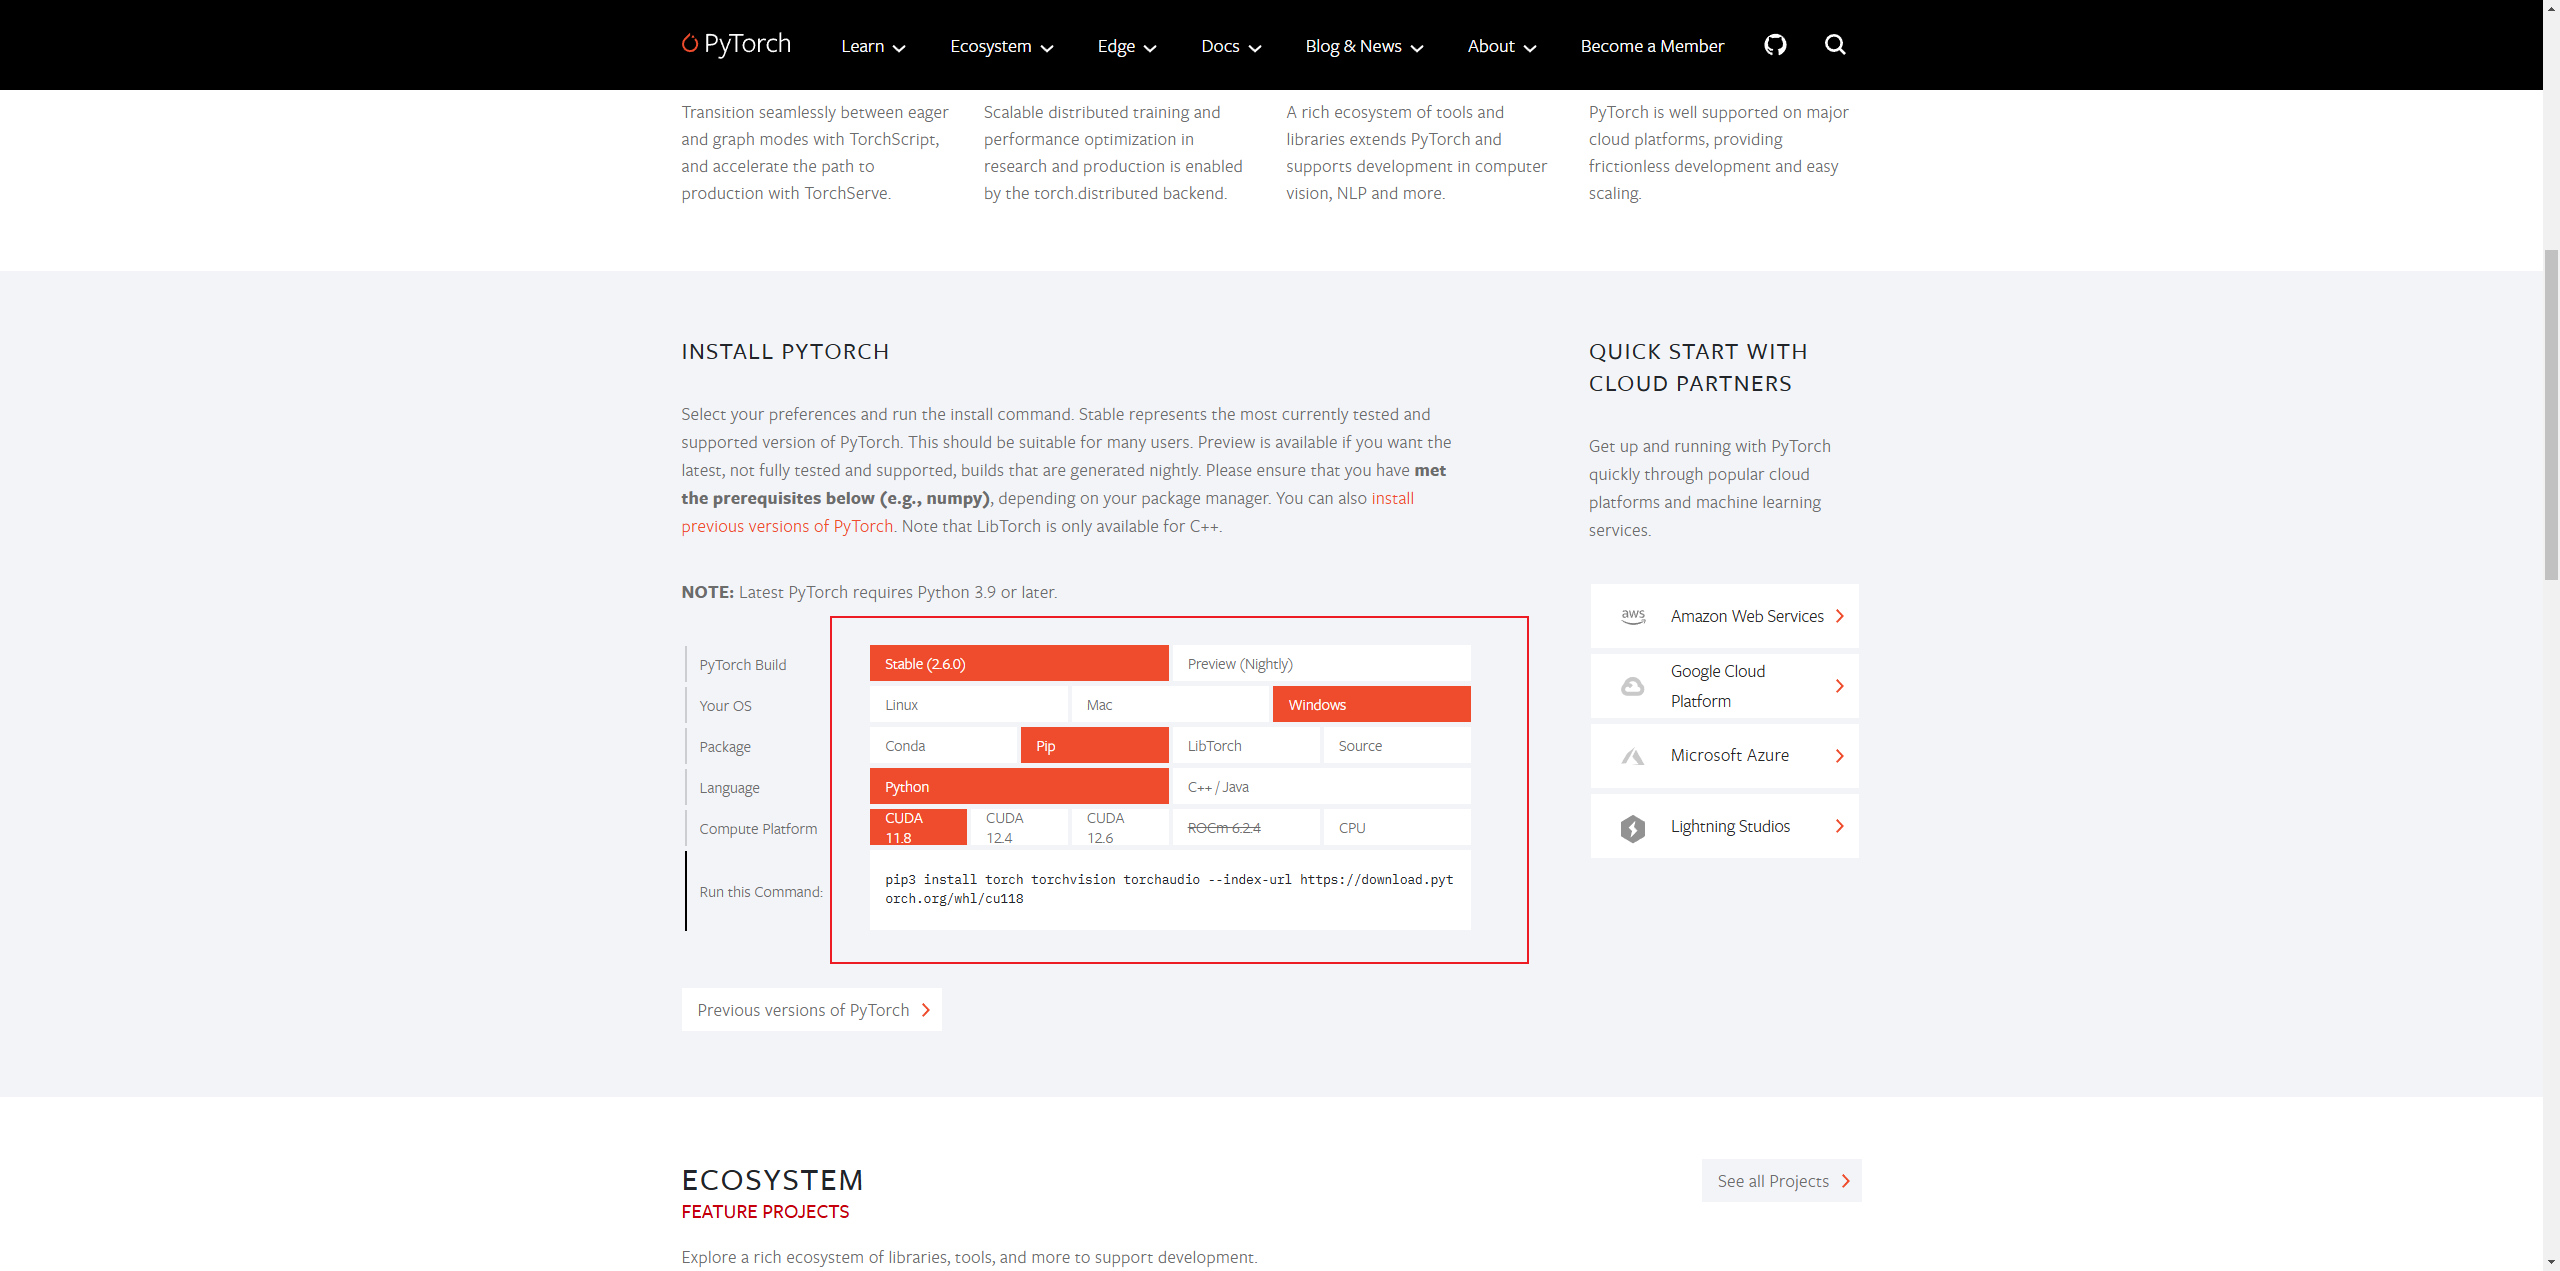 PyTorch
Learn
Ecosystem
Edge
Docs
Blog & News
About
Become a Member
Transition seamlessly between eager
and graph modes with TorchScript,
and accelerate the path to
production with TorchServe.
Scalable distributed training and
performance optimization in
research and production is enabled
by the torch.distributed backend.
A rich ecosystem of tools and
libraries extends PyTorch and
supports development in computer
vision, NLP and more.
PyTorch is well supported on major
cloud platforms, providing
frictionless development and easy
scaling.
INSTALL PYTORCH
Select your preferences and run the install command. Stable represents the most currently tested and
supported version of PyTorch. This should be suitable for many users. Preview is available if you want the
latest, not fully tested and supported, builds that are generated nightly. Please ensure that you have met
the prerequisites below (e.g., numpy), depending on your package manager. You can also install
previous versions of PyTorch. Note that LibTorch is only available for C++.
NOTE: Latest PyTorch requires Python 3.9 or later.
PyTorch Build
Stable (2.6.0)
Preview (Nightly)
Your OS
Linux
Mac
Windows
Package
Conda
Pip
LibTorch
Source
Language
Python
C++ / Java
Compute Platform
CUDA
11.8
CUDA
12.4
CUDA
12.6
ROCm 6.2.4
CPU
Run this Command:
pip3 install torch torchvision torchaudio --index-url https://download.pyt
orch.org/whl/cu118
Previous versions of PyTorch
QUICK START WITH
CLOUD PARTNERS
Get up and running with PyTorch
quickly through popular cloud
platforms and machine learning
services.
aws
Amazon Web Services
Google Cloud
Platform
Microsoft Azure
Lightning Studios
ECOSYSTEM
FEATURE PROJECTS
See all Projects
Explore a rich ecosystem of libraries, tools, and more to support development.